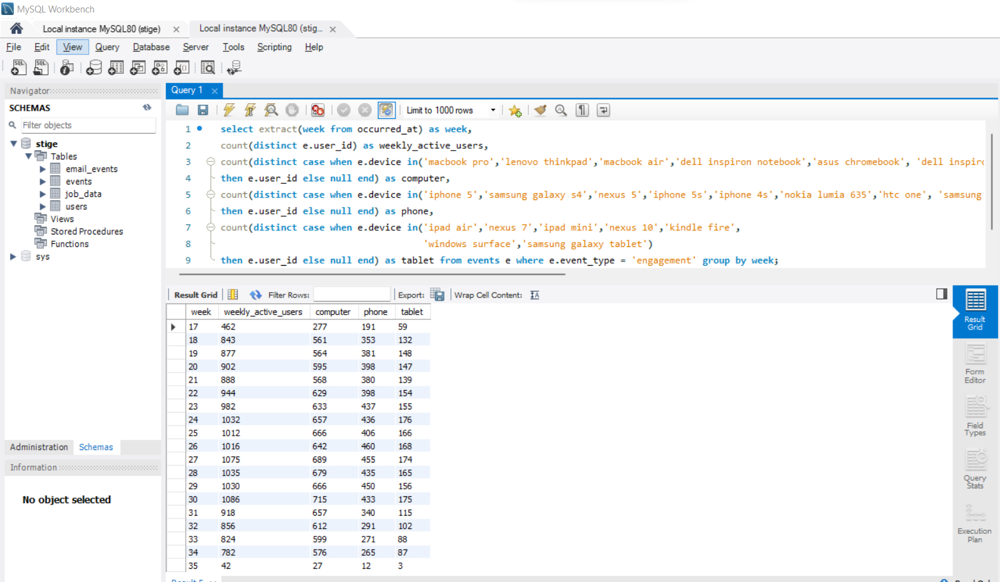 MySQL Workbench
Local instance MySQL80 (stige) ×
Local instance MySQL80 (stig... ×
File Edit View Query Database Server Tools Scripting Help
Navigator
SCHEMAS
Filter objects
stige
Tables
email_events
events
job_data
users
Views
Stored Procedures
Functions
sys
Administration Schemas
Information
No object selected
Query 1 ×
Limit to 1000 rows
1 select extract(week from occurred_at) as week,
2 count(distinct e.user_id) as weekly_active_users,
3 count(distinct case when e.device in('macbook pro','lenovo thinkpad','macbook air','dell inspiron notebook','asus chromebook', 'dell inspiro
4 then e.user_id else null end) as computer,
5 count(distinct case when e.device in('iphone 5','samsung galaxy s4','nexus 5','iphone 5s','iphone 4s','nokia lumia 635','htc one', 'samsung
6 then e.user_id else null end) as phone,
7 count(distinct case when e.device in('ipad air','nexus 7','ipad mini','nexus 10','kindle fire',
8 'windows surface','samsung galaxy tablet')
9 then e.user_id else null end) as tablet from events e where e.event_type = 'engagement' group by week;
Result Grid Filter Rows: Export: Wrap Cell Content:
week weekly_active_users computer phone tablet
17 462 277 191 59
18 843 561 353 132
19 877 564 381 148
20 902 595 398 147
21 888 568 380 139
22 944 629 398 154
23 982 633 437 155
24 1032 657 436 176
25 1012 666 406 166
26 1016 642 460 168
27 1075 689 455 174
28 1035 679 435 165
29 1030 666 450 156
30 1086 715 433 175
31 918 657 340 115
32 856 612 291 102
33 824 599 271 88
34 782 576 265 87
35 42 27 12 3
Result
Grid
Form
Editor
Field
Types
Query
Stats
Execution
Plan